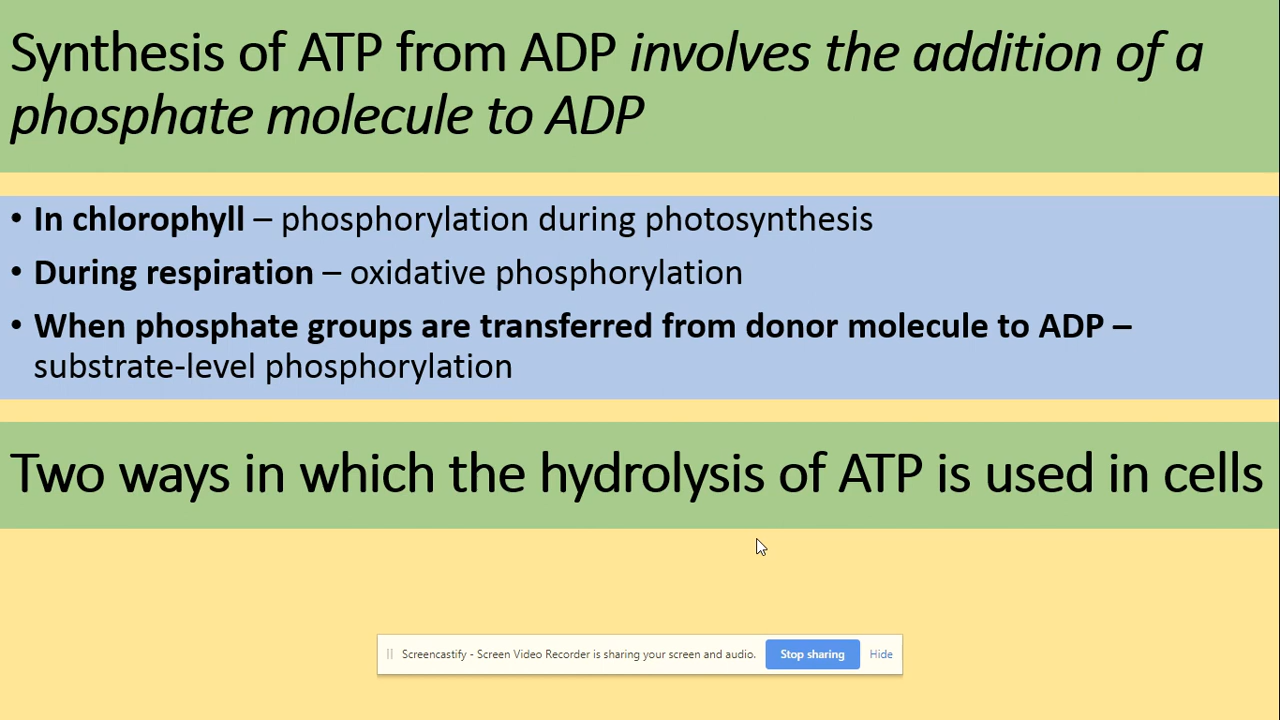 Synthesis of ATP from ADP involves the addition of a
phosphate molecule to ADP
• In chlorophyll – phosphorylation during photosynthesis
• During respiration – oxidative phosphorylation
• When phosphate groups are transferred from donor molecule to ADP –
substrate-level phosphorylation
Two ways in which the hydrolysis of ATP is used in cells
Screencastify - Screen Video Recorder is sharing your screen and audio. Stop sharing Hide